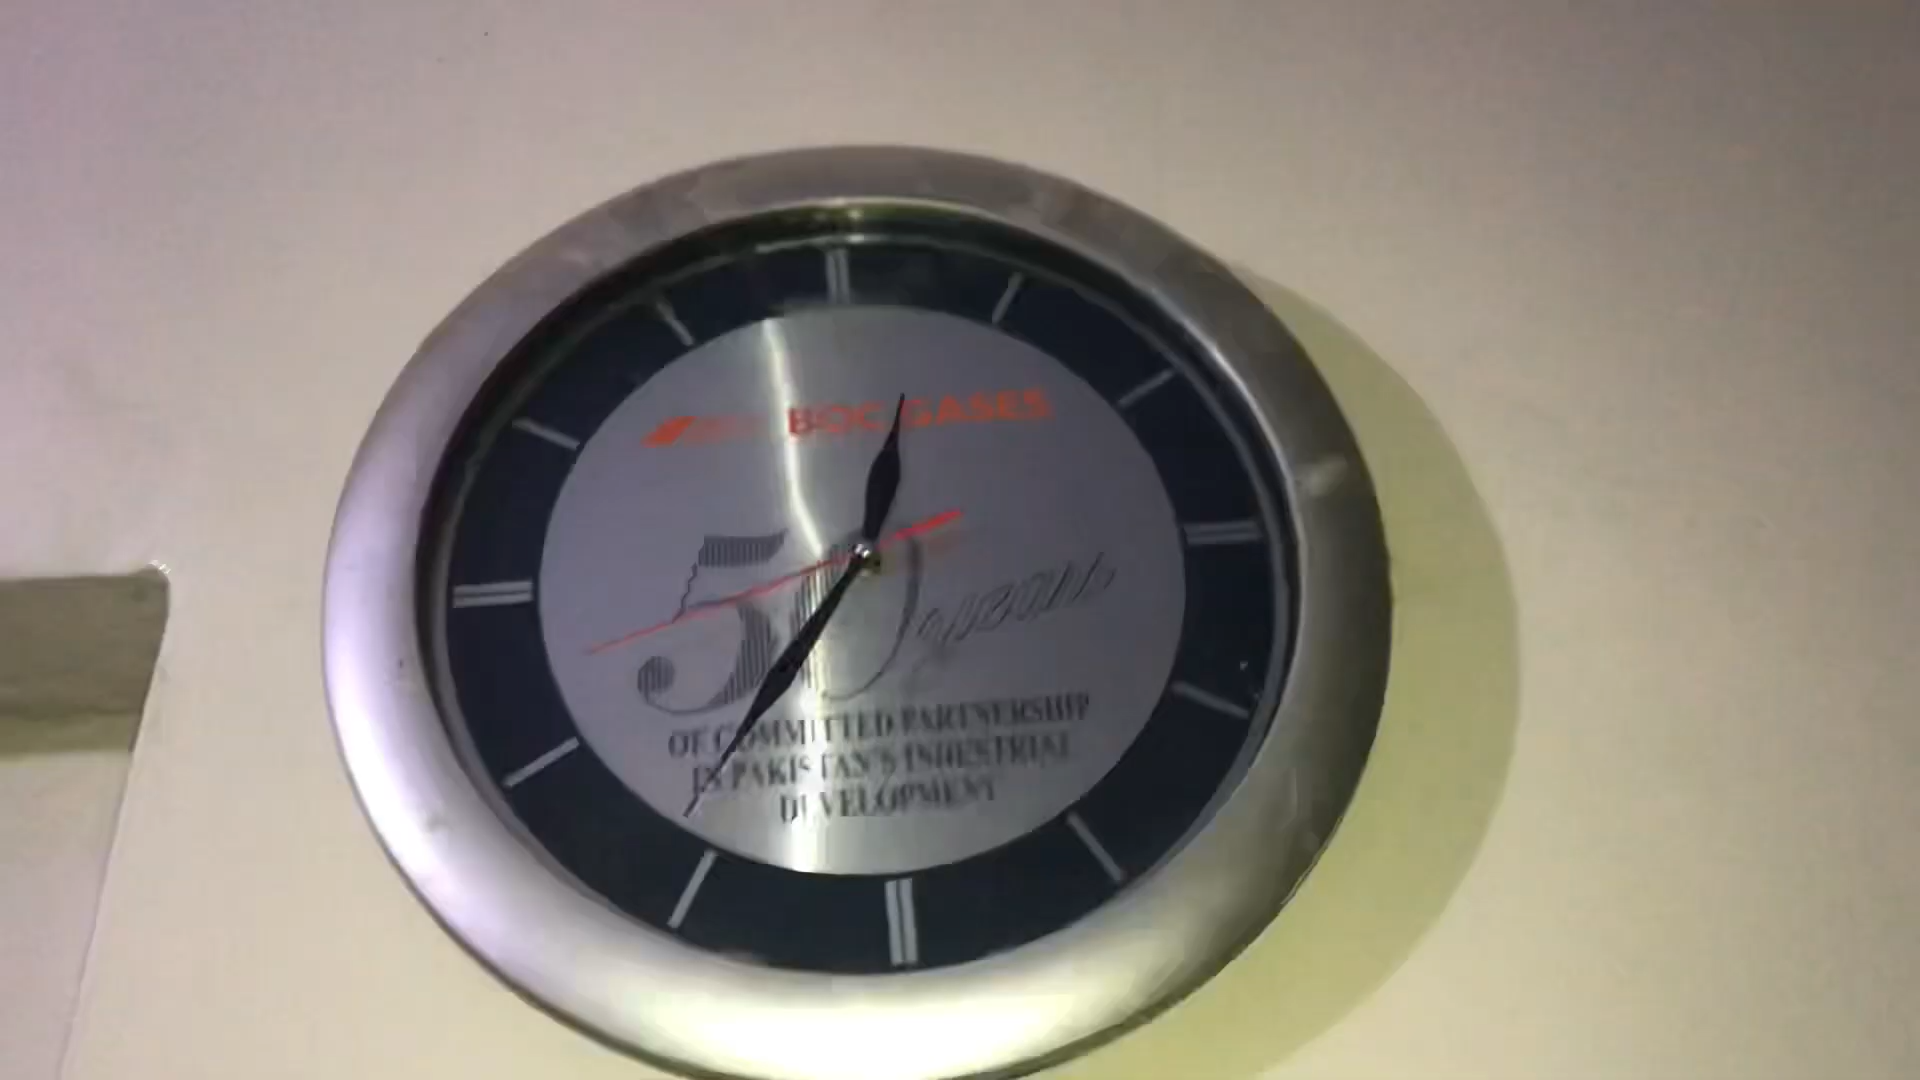 BOC GASES
50 years
OF COMMITTED PARTNERSHIP
IN PAKISTAN'S INDUSTRIAL
DEVELOPMENT